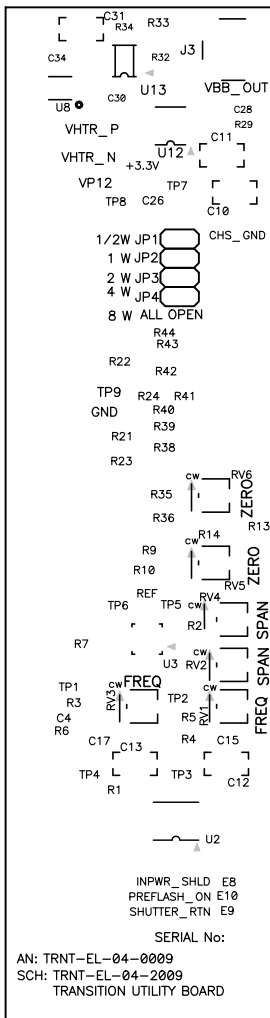 C31
R34
R33
J3
C34
R32
U13
VBB_OUT
U8
C30
C28
R29
VHTR_P
C11
VHTR_N
U12
+3.3V
VP12
TP7
TP8
C26
C10
1/2 W JP1
CHS_GND
1 W JP2
2 W JP3
4 W JP4
8 W ALL OPEN
R44
R43
R22
R42
TP9
R24
R41
GND
R40
R39
R21
R38
R23
cw
RV6
ZERO
R35
R36
R13
R14
cw
R9
R10
RV5
ZERO
REF
RV4
TP6
TP5
cw
R2
SPAN
R7
cw
RV2
U3
SPAN
FREQ
TP1
cw
RV3
TP2
cw
R3
RV1
FREQ
C4
R5
R6
R4
C17
C13
C15
TP4
TP3
C12
R1
U2
INPWR_SHLD E8
PREFLASH_ON E10
SHUTTER_RTN E9
SERIAL No:
AN: TRNT-EL-04-0009
SCH: TRNT-EL-04-2009
TRANSITION UTILITY BOARD